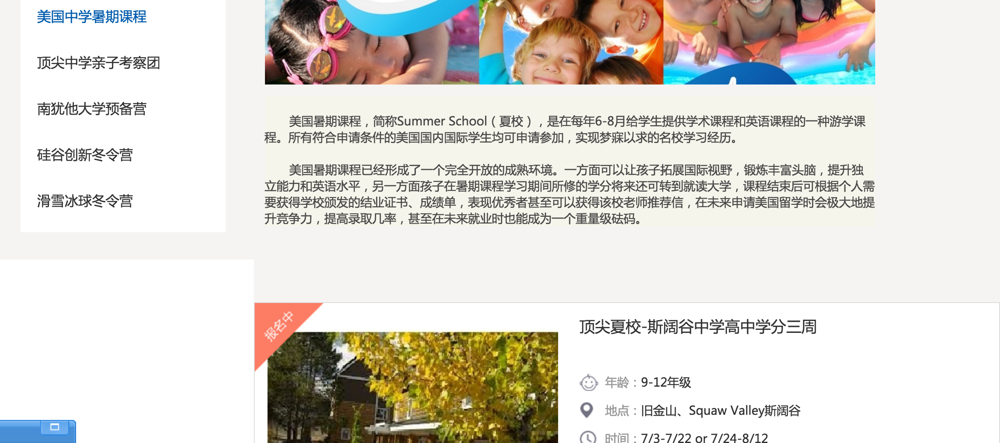 美国中学暑期课程
顶尖中学亲子考察团
南犹他大学预备营
硅谷创新冬令营
滑雪冰球冬令营
美国暑期课程，简称Summer School（夏校），是在每年6-8月给学生提供学术课程和英语课程的一种游学课
程。所有符合申请条件的美国国内国际学生均可申请参加，实现梦寐以求的名校学习经历。
美国暑期课程已经形成了一个完全开放的成熟环境。一方面可以让孩子拓展国际视野，锻炼丰富头脑，提升独
立能力和英语水平，另一方面孩子在暑期课程学习期间所修的学分将来还可转到就读大学，课程结束后可根据个人需
要获得学校颁发的结业证书、成绩单，表现优秀者甚至可以获得该校老师推荐信，在未来申请美国留学时会极大地提
升竞争力，提高录取几率，甚至在未来就业时也能成为一个重量级砝码。
报名中
顶尖夏校-斯阔谷中学高中学分三周
年龄：9-12年级
地点：旧金山、Squaw Valley斯阔谷
时间：7/3-7/22 or 7/24-8/12